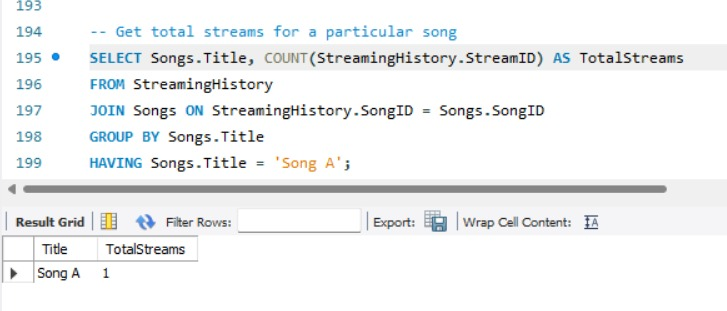 193
194 -- Get total streams for a particular song
195 SELECT Songs.Title, COUNT(StreamingHistory.StreamID) AS TotalStreams
196 FROM StreamingHistory
197 JOIN Songs ON StreamingHistory.SongID = Songs.SongID
198 GROUP BY Songs.Title
199 HAVING Songs.Title = 'Song A';
Result Grid Filter Rows: Export: Wrap Cell Content: IA
Title TotalStreams
Song A 1